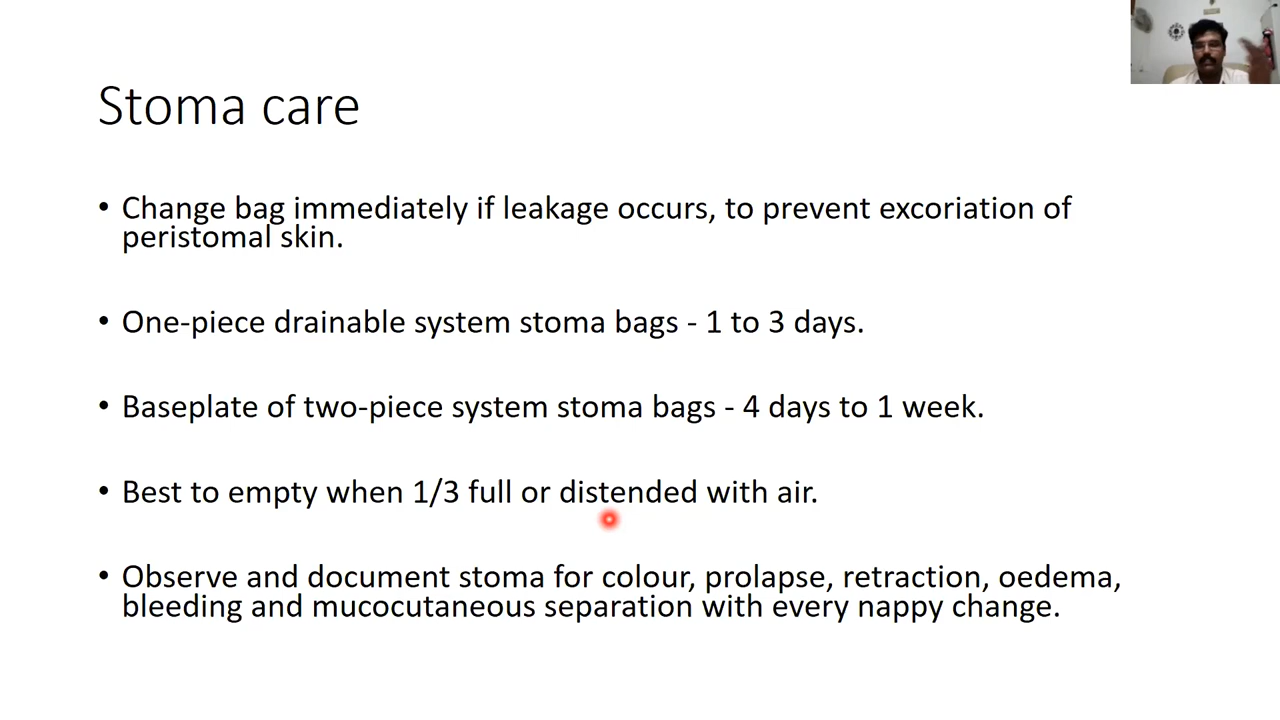 Stoma care
• Change bag immediately if leakage occurs, to prevent excoriation of
peristomal skin.
• One-piece drainable system stoma bags - 1 to 3 days.
• Baseplate of two-piece system stoma bags - 4 days to 1 week.
• Best to empty when 1/3 full or distended with air.
• Observe and document stoma for colour, prolapse, retraction, oedema,
bleeding and mucocutaneous separation with every nappy change.